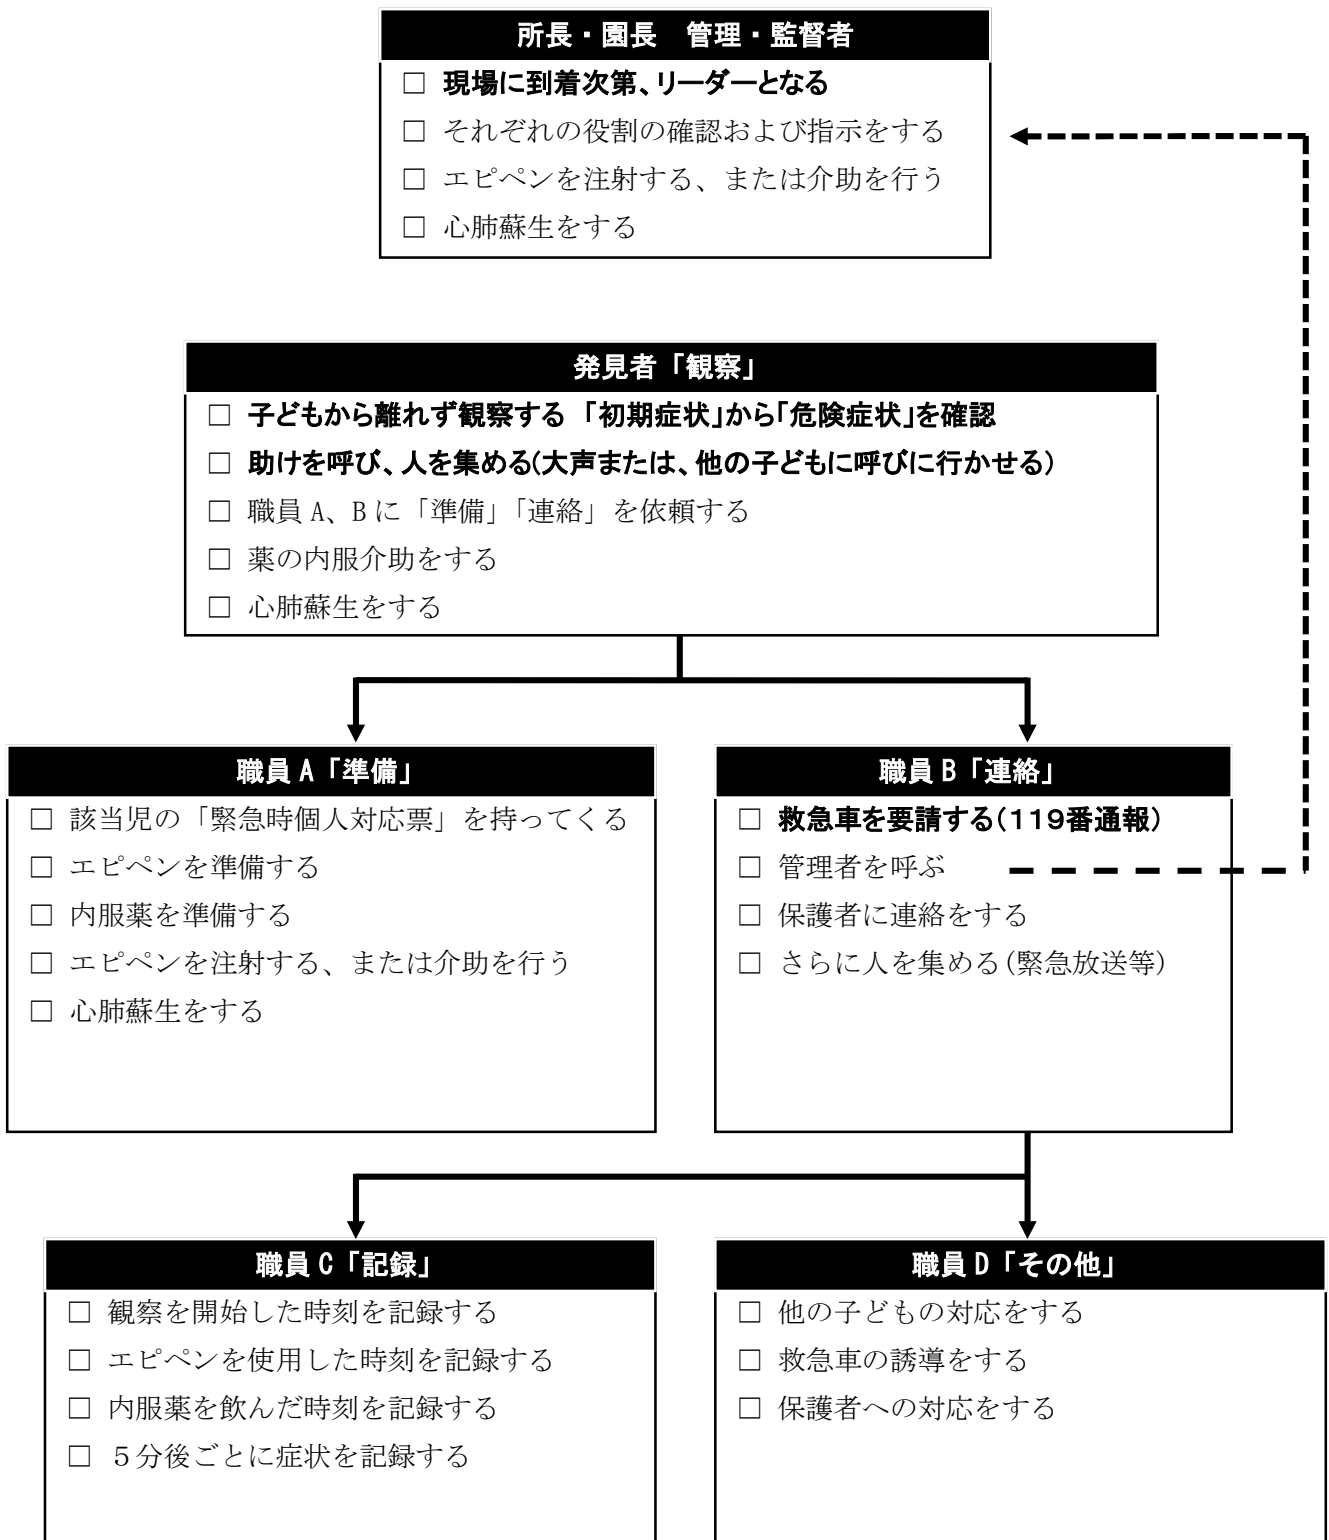 所長・園長　管理・監督者
□ 現場に到着次第、リーダーとなる
□ それぞれの役割の確認および指示をする
□ エピペンを注射する、または介助を行う
□ 心肺蘇生をする
発見者「観察」
□ 子どもから離れず観察する 「初期症状」から「危険症状」を確認
□ 助けを呼び、人を集める(大声または、他の子どもに呼びに行かせる)
□ 職員 A、B に「準備」「連絡」を依頼する
□ 薬の内服介助をする
□ 心肺蘇生をする
職員 A「準備」
□ 該当児の「緊急時個人対応票」を持ってくる
□ エピペンを準備する
□ 内服薬を準備する
□ エピペンを注射する、または介助を行う
□ 心肺蘇生をする
職員 B「連絡」
□ 救急車を要請する(119番通報)
□ 管理者を呼ぶ
□ 保護者に連絡をする
□ さらに人を集める(緊急放送等)
職員 C「記録」
□ 観察を開始した時刻を記録する
□ エピペンを使用した時刻を記録する
□ 内服薬を飲んだ時刻を記録する
□ ５分後ごとに症状を記録する
職員 D「その他」
□ 他の子どもの対応をする
□ 救急車の誘導をする
□ 保護者への対応をする